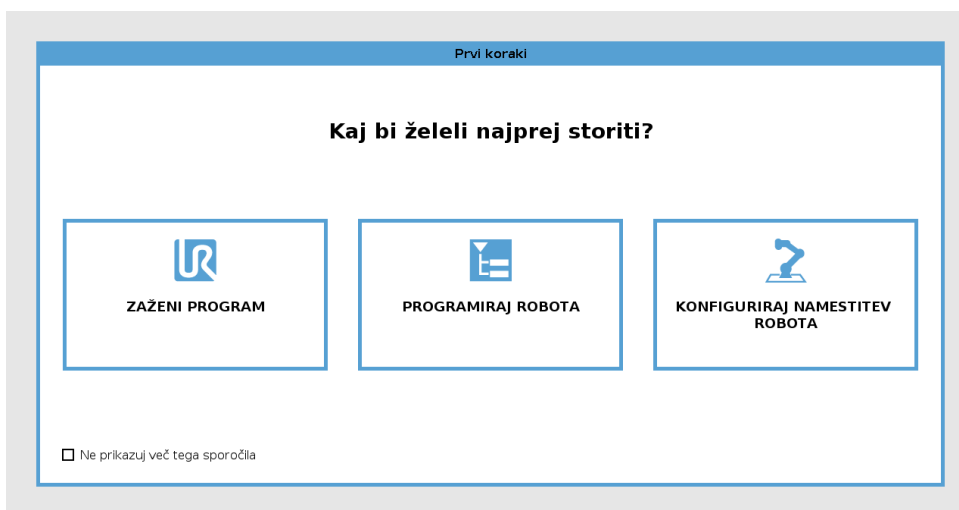 Prvi koraki
Kaj bi želeli najprej storiti?
UR
ZAŽENI PROGRAM
PROGRAMIRAJ ROBOTA
KONFIGURIRAJ NAMESTITEV
ROBOTA
Ne prikazuj več tega sporočila